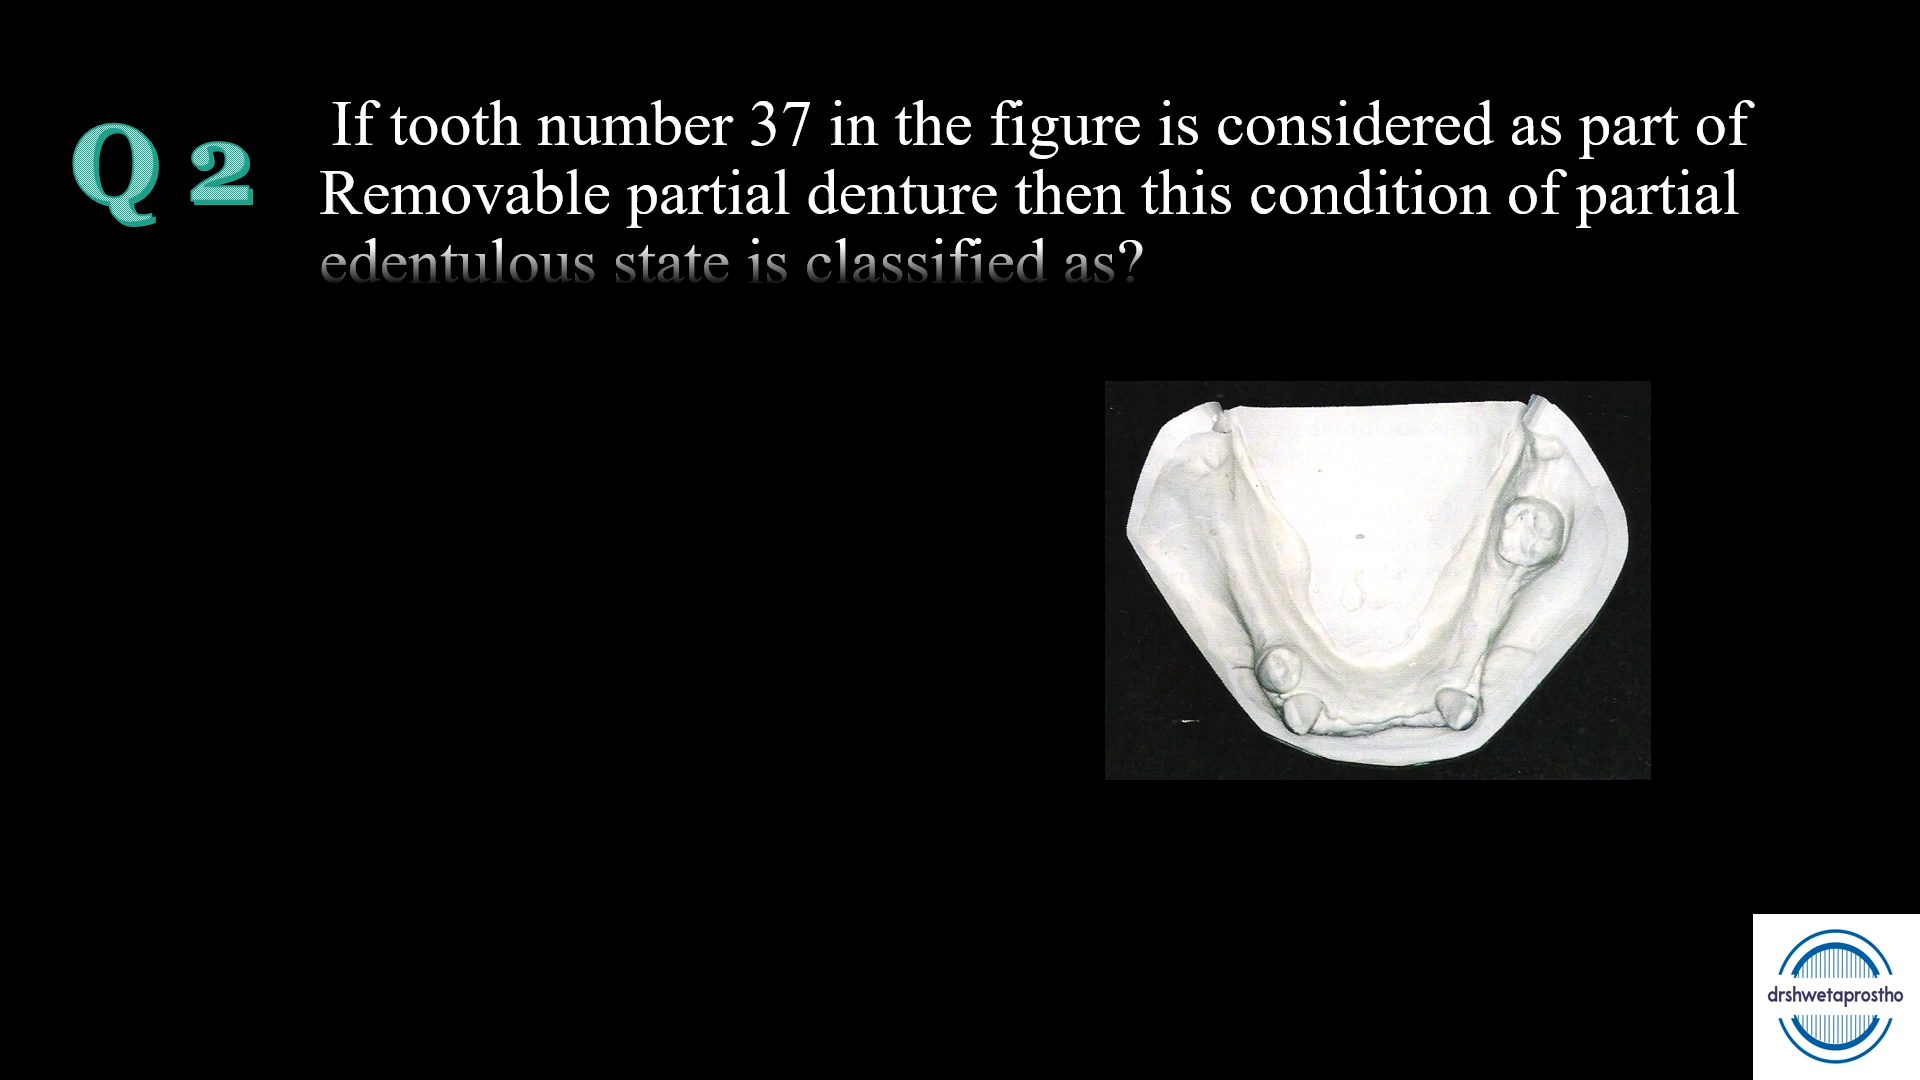 Q 2
If tooth number 37 in the figure is considered as part of
Removable partial denture then this condition of partial
edentulous state is classified as?
drshwetaprostho